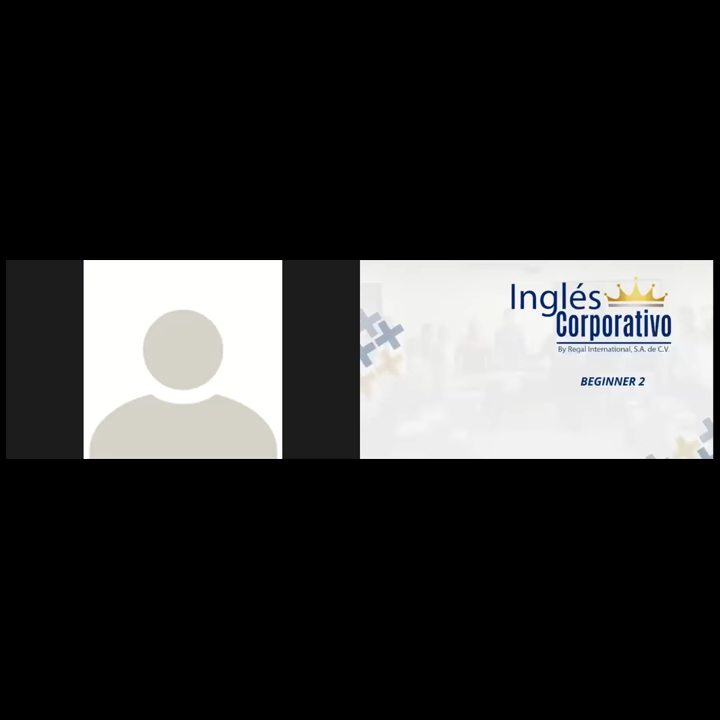 Inglés
Corporativo
By Regal International, S.A. de C.V.
BEGINNER 2